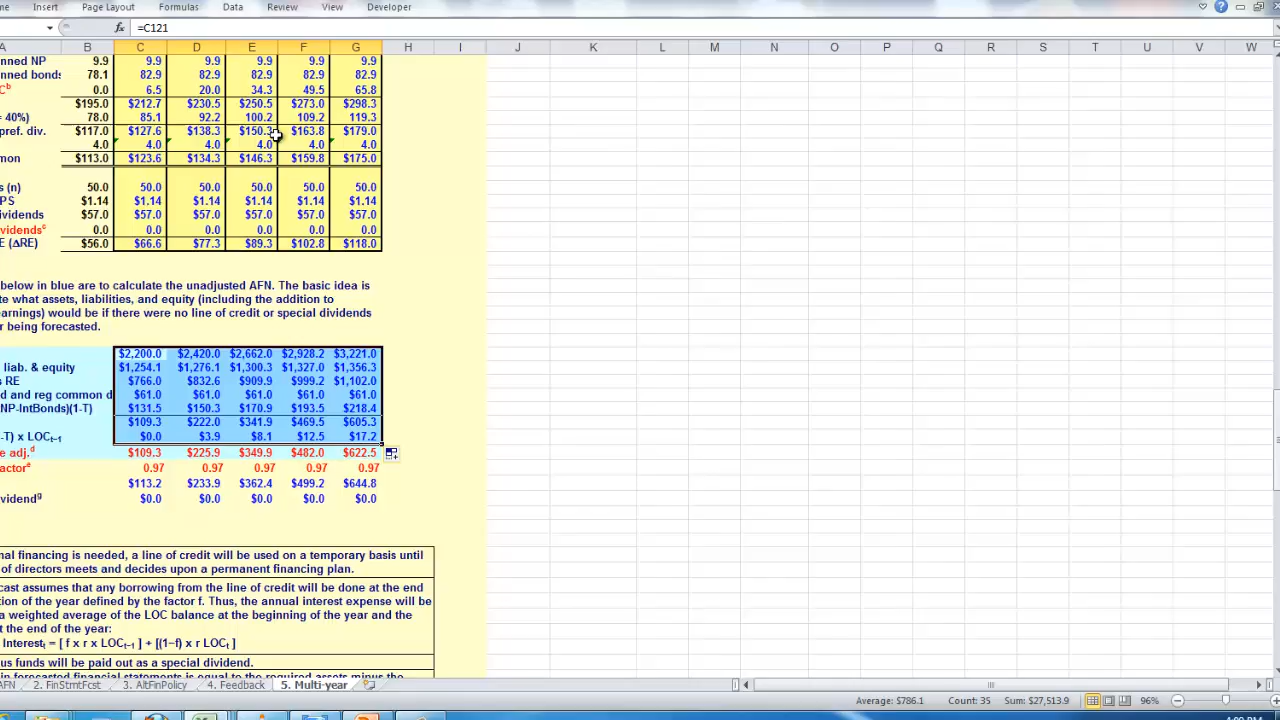 Insert Page Layout Formulas Data Review View Developer
=C121
A B C D E F G H I J K L M N O P Q R S T U V W
nned NP 9.9 9.9 9.9 9.9 9.9 9.9
nned bonds 78.1 82.9 82.9 82.9 82.9 82.9
Cb 0.0 6.5 20.0 34.3 49.5 65.8
$195.0 $212.7 $230.5 $250.5 $273.0 $298.3
= 40%) 78.0 85.1 92.2 100.2 109.2 119.3
pref. div. $117.0 $127.6 $138.3 $150.3 $163.8 $179.0
4.0 4.0 4.0 4.0 4.0 4.0
mon $113.0 $123.6 $134.3 $146.3 $159.8 $175.0
s (n) 50.0 50.0 50.0 50.0 50.0 50.0
PS $1.14 $1.14 $1.14 $1.14 $1.14 $1.14
ividends $57.0 $57.0 $57.0 $57.0 $57.0 $57.0
ividendsc 0.0 0.0 0.0 0.0 0.0 0.0
E (ΔRE) $56.0 $66.6 $77.3 $89.3 $102.8 $118.0
below in blue are to calculate the unadjusted AFN. The basic idea is
te what assets, liabilities, and equity (including the addition to
earnings) would be if there were no line of credit or special dividends
r being forecasted.
$2,200.0 $2,420.0 $2,662.0 $2,928.2 $3,221.0
liab. & equity $1,254.1 $1,276.1 $1,300.3 $1,327.0 $1,356.3
s RE $766.0 $832.6 $909.9 $999.2 $1,102.0
d and reg common d $61.0 $61.0 $61.0 $61.0 $61.0
NP-IntBonds)(1-T) $131.5 $150.3 $170.9 $193.5 $218.4
$109.3 $222.0 $341.9 $469.5 $605.3
-T) x LOCt−1 $0.0 $3.9 $8.1 $12.5 $17.2
e adj.d $109.3 $225.9 $349.9 $482.0 $622.5
actore 0.97 0.97 0.97 0.97 0.97
$113.2 $233.9 $362.4 $499.2 $644.8
videndg $0.0 $0.0 $0.0 $0.0 $0.0
nal financing is needed, a line of credit will be used on a temporary basis until
of directors meets and decides upon a permanent financing plan.
cast assumes that any borrowing from the line of credit will be done at the end
tion of the year defined by the factor f. Thus, the annual interest expense will be
a weighted average of the LOC balance at the beginning of the year and the
t the end of the year:
Interestt = [ f x r x LOCt−1 ] + [(1−f) x r LOCt ]
us funds will be paid out as a special dividend.
in forecasted financial statements is equal to the required assets minus the
AFN 2. FinStmtFcst 3. AltFinPolicy 4. Feedback 5. Multi-year
Average: $786.1 Count: 35 Sum: $27,513.9 96%